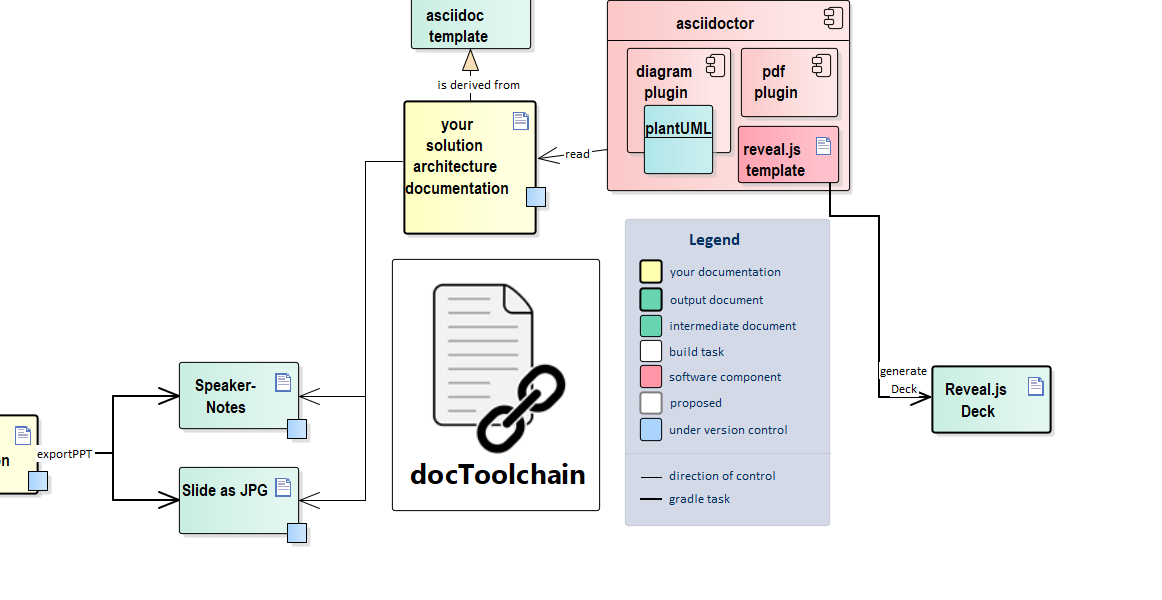 asciidoc
template
is derived from
your
solution
architecture
documentation
read
asciidoctor
diagram
plugin
plantUML
pdf
plugin
reveal.js
template
Legend
your documentation
output document
intermediate document
build task
software component
proposed
under version control
direction of control
gradle task
docToolchain
Speaker-
Notes
Slide as JPG
n
exportPPT
generate
Deck
Reveal.js
Deck